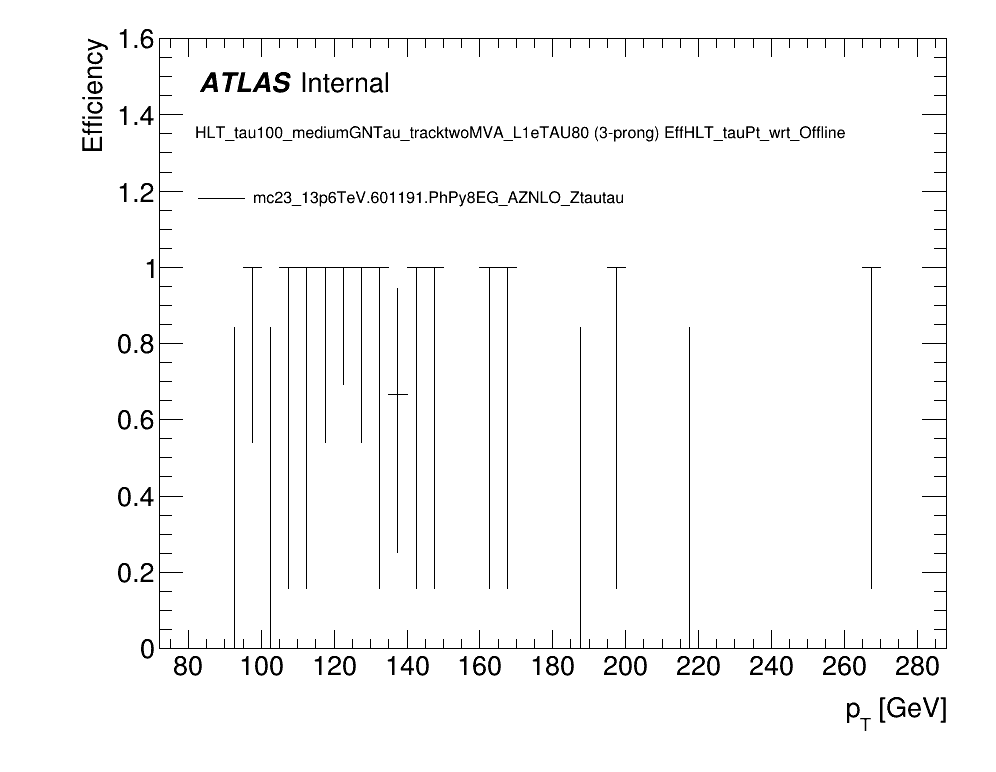 Efficiency
1.6
1.4
1.2
1
0.8
0.6
0.4
0.2
0
ATLAS Internal
HLT_tau100_mediumGNTau_tracktwoMVA_L1eTAU80 (3-prong) EffHLT_tauPt_wrt_Offline
mc23_13p6TeV.601191.PhPy8EG_AZNLO_Ztautau
80 100 120 140 160 180 200 220 240 260 280
p_T [GeV]